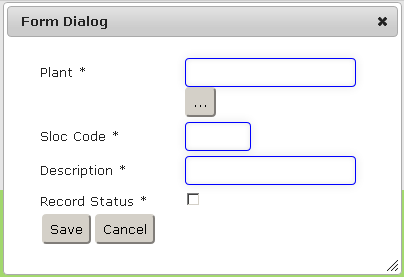 Form Dialog
Plant *
...
Sloc Code *
Description *
Record Status *
Save Cancel